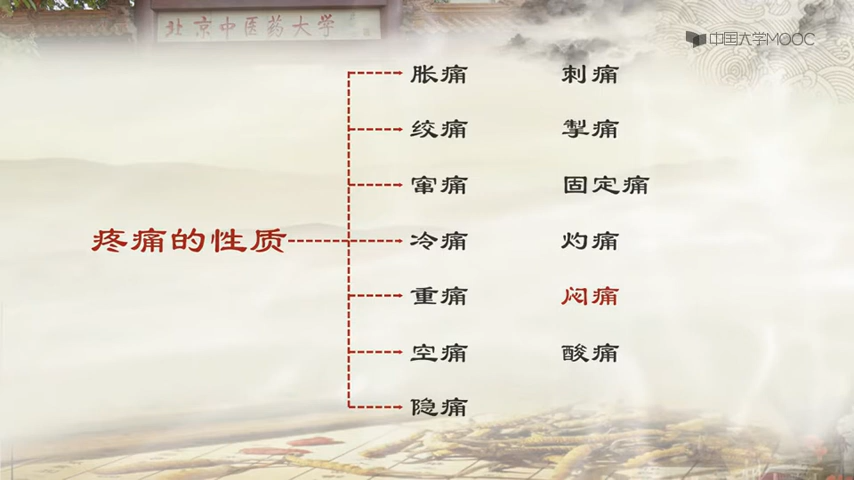 北京中医药大学
中国大学MOOC
胀痛 刺痛
绞痛 掣痛
窜痛 固定痛
疼痛的性质 冷痛 灼痛
重痛 闷痛
空痛 酸痛
隐痛